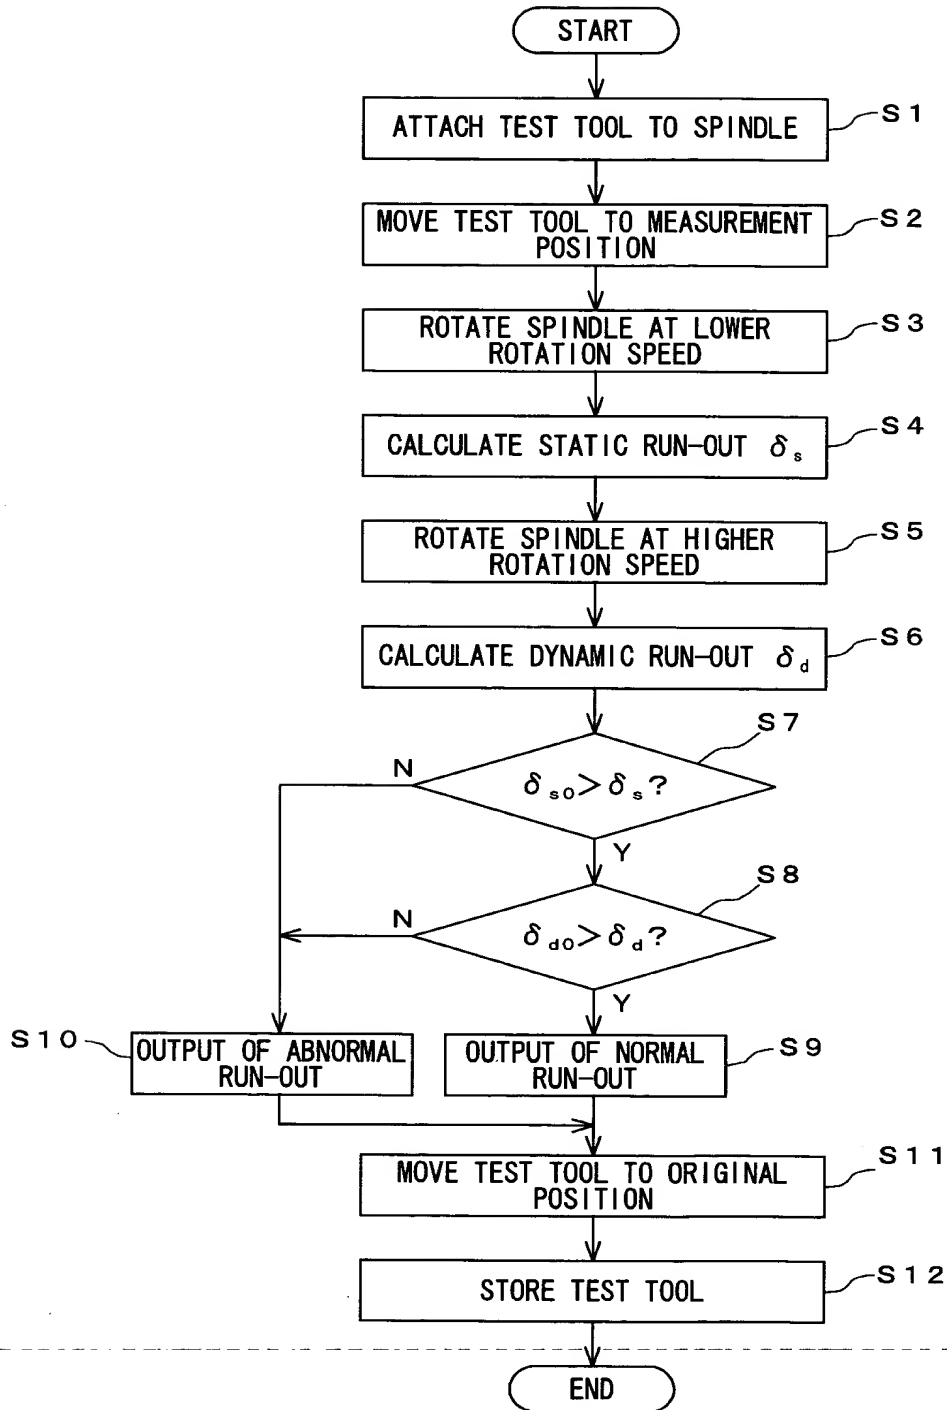 START
ATTACH TEST TOOL TO SPINDLE
S1
MOVE TEST TOOL TO MEASUREMENT
POSITION
S2
ROTATE SPINDLE AT LOWER
ROTATION SPEED
S3
CALCULATE STATIC RUN-OUT δs
S4
ROTATE SPINDLE AT HIGHER
ROTATION SPEED
S5
CALCULATE DYNAMIC RUN-OUT δd
S6
S7
N
δs0>δs?
Y
S8
N
δd0>δd?
Y
S10
OUTPUT OF ABNORMAL
RUN-OUT
OUTPUT OF NORMAL
RUN-OUT
S9
MOVE TEST TOOL TO ORIGINAL
POSITION
S11
STORE TEST TOOL
S12
END